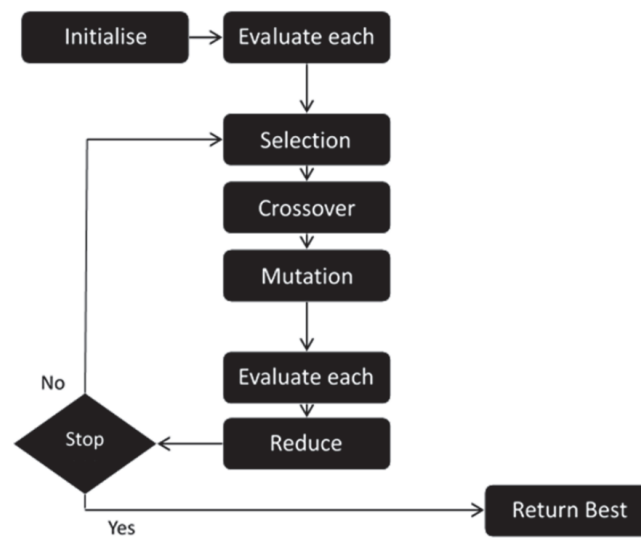 Initialise
Evaluate each
Selection
Crossover
Mutation
Evaluate each
Reduce
Stop
No
Yes
Return Best